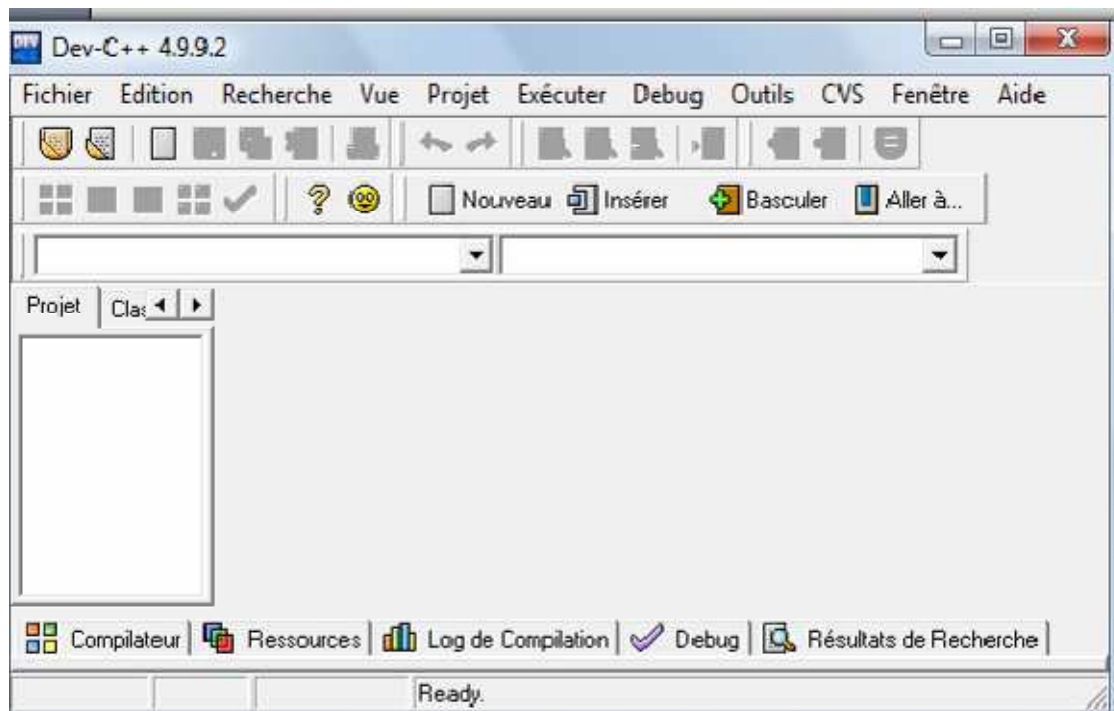 Dev-C++ 4.9.9.2
Fichier Edition Recherche Vue Projet Exécuter Debug Outils CVS Fenêtre Aide
Nouveau Insérer Basculer Aller à...
Projet Clas
Compilateur Ressources Log de Compilation Debug Résultats de Recherche
Ready.